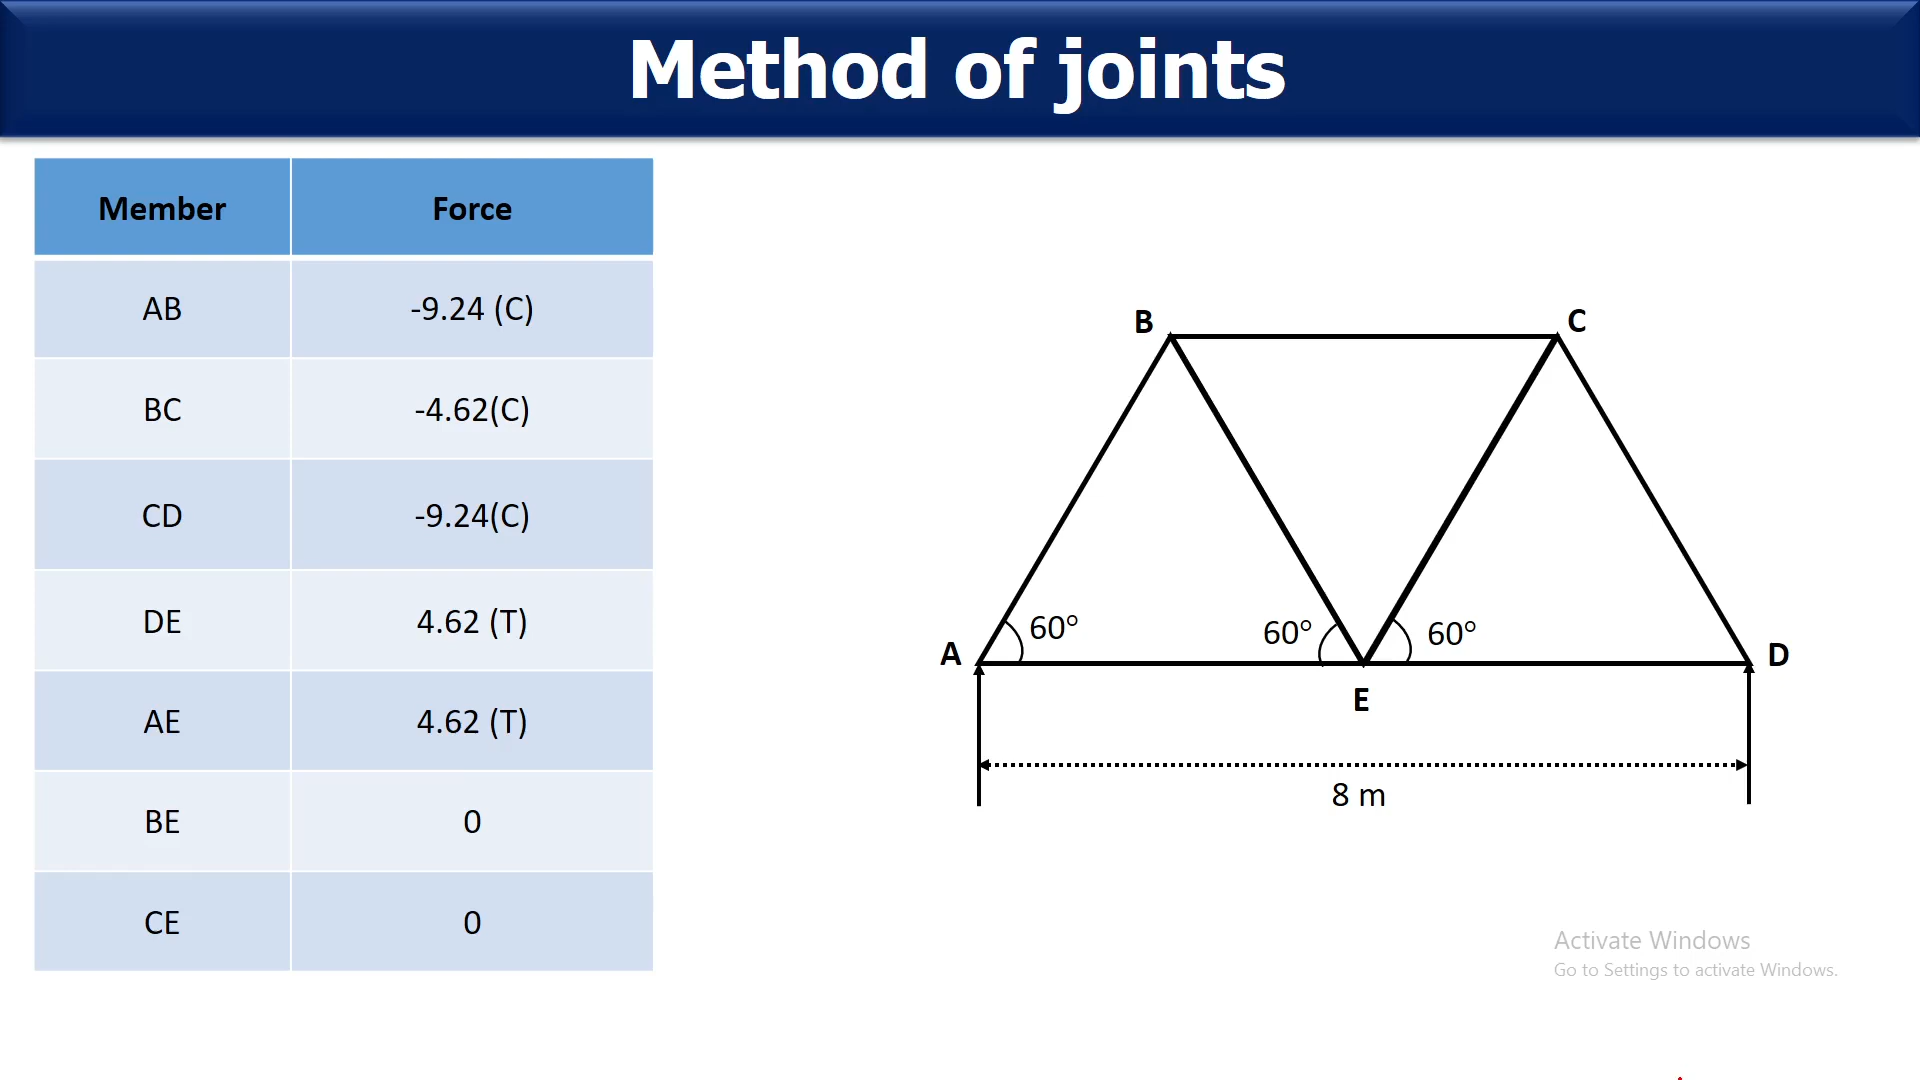 Method of joints
Member Force
AB -9.24 (C)
BC -4.62(C)
CD -9.24(C)
DE 4.62 (T)
AE 4.62 (T)
BE 0
CE 0
B C
60° 60° 60°
A D
E
8 m
Activate Windows
Go to Settings to activate Windows.